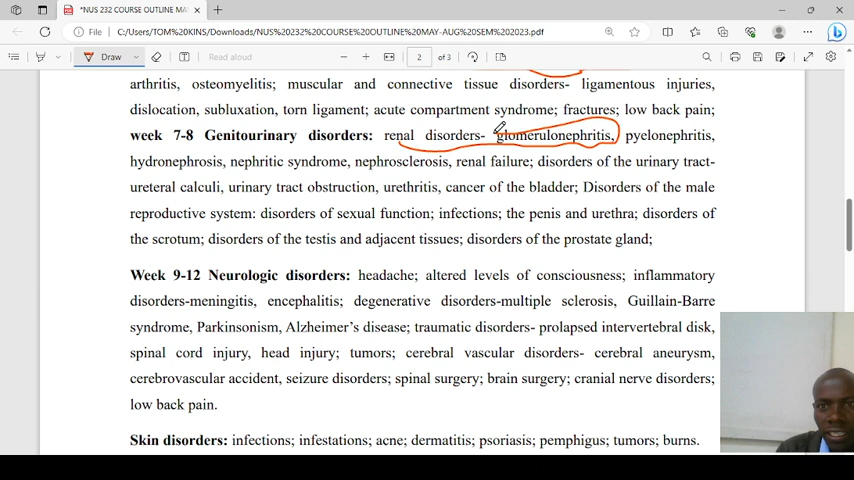 *NUS 232 COURSE OUTLINE MA
File
C:/Users/TOM%20KINS/Downloads/NUS%20232%20COURSE%20OUTLINE%20MAY-AUG%20SEM%202023.pdf
Draw
Read aloud
2
of 3
arthritis, osteomyelitis; muscular and connective tissue disorders- ligamentous injuries,
dislocation, subluxation, torn ligament; acute compartment syndrome; fractures; low back pain;
week 7-8 Genitourinary disorders: renal disorders- glomerulonephritis, pyelonephritis,
hydronephrosis, nephritic syndrome, nephrosclerosis, renal failure; disorders of the urinary tract-
ureteral calculi, urinary tract obstruction, urethritis, cancer of the bladder; Disorders of the male
reproductive system: disorders of sexual function; infections; the penis and urethra; disorders of
the scrotum; disorders of the testis and adjacent tissues; disorders of the prostate gland;
Week 9-12 Neurologic disorders: headache; altered levels of consciousness; inflammatory
disorders-meningitis, encephalitis; degenerative disorders-multiple sclerosis, Guillain-Barre
syndrome, Parkinsonism, Alzheimer's disease; traumatic disorders- prolapsed intervertebral disk,
spinal cord injury, head injury; tumors; cerebral vascular disorders- cerebral aneurysm,
cerebrovascular accident, seizure disorders; spinal surgery; brain surgery; cranial nerve disorders;
low back pain.
Skin disorders: infections; infestations; acne; dermatitis; psoriasis; pemphigus; tumors; burns.